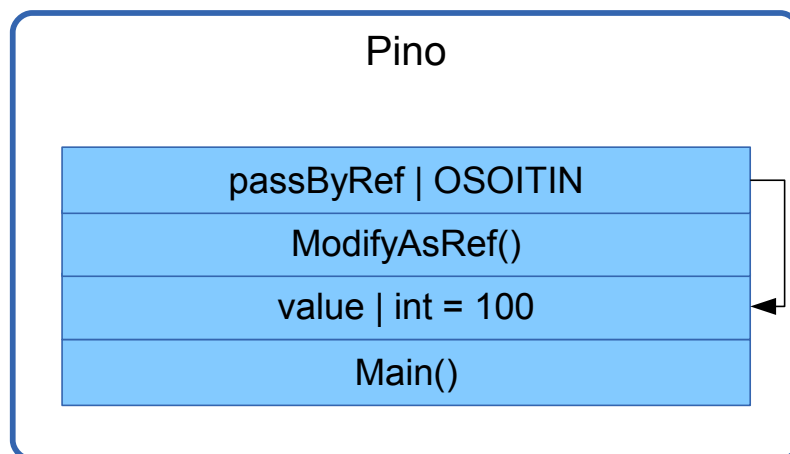 Pino
passByRef | OSOITIN
ModifyAsRef()
value | int = 100
Main()